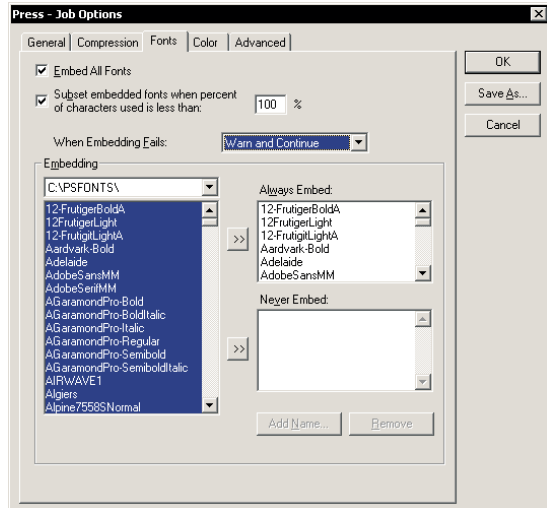 Press - Job Options
General Compression Fonts Color Advanced
Embed All Fonts
Subset embedded fonts when percent
of characters used is less than:
100 %
When Embedding Fails:
Warn and Continue
OK
Save As...
Cancel
Embedding
C:\PSFONTS\
12-FrutigerBoldA
12FrutigerLight
12-FrutigitLightA
Aardvark-Bold
Adelaide
AdobeSansMM
AdobeSerifMM
AGaramondPro-Bold
AGaramondPro-BoldItalic
AGaramondPro-Italic
AGaramondPro-Regular
AGaramondPro-Semibold
AGaramondPro-SemiboldItalic
AIRWAVE1
Algiers
Alpine7558SNormal
>>
>>
Always Embed:
12-FrutigerBoldA
12FrutigerLight
12-FrutigitLightA
Aardvark-Bold
Adelaide
AdobeSansMM
Never Embed:
Add Name...
Remove